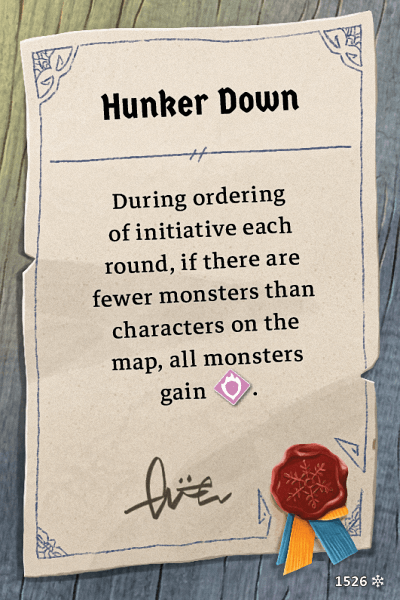 Hunker Down
During ordering
of initiative each
round, if there are
fewer monsters than
characters on the
map, all monsters
gain .
1526